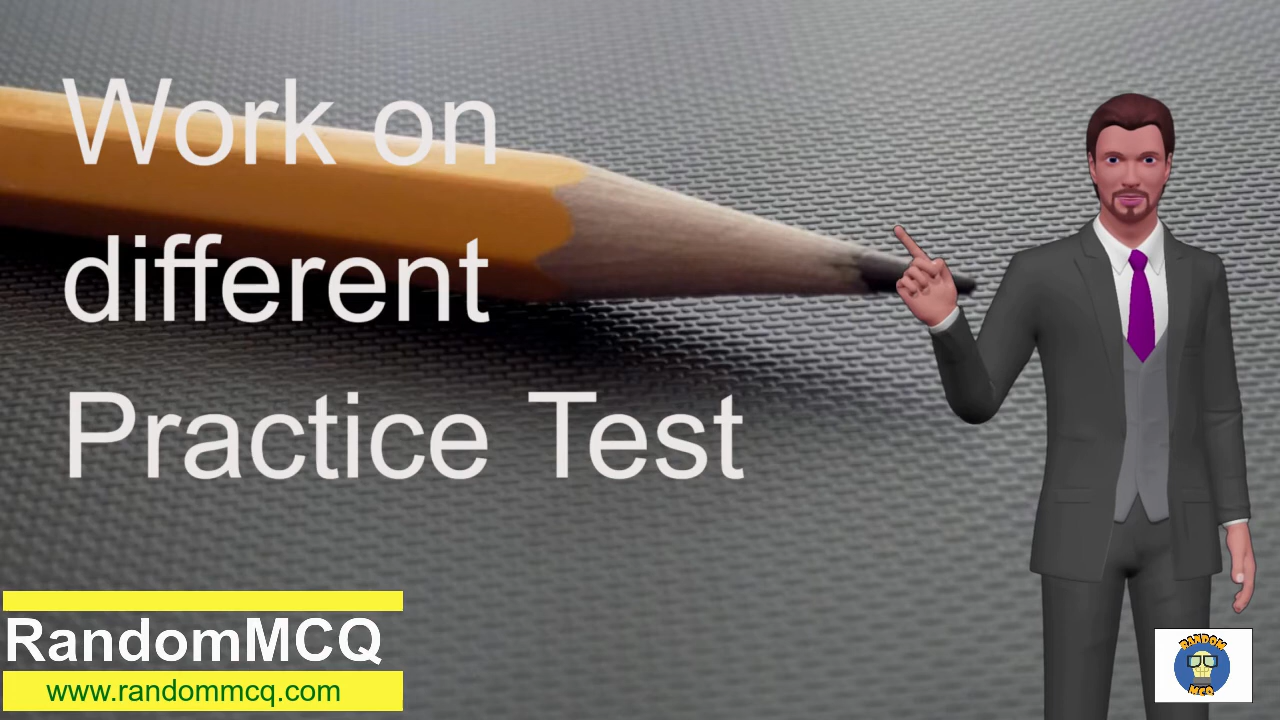 Work on
different
Practice Test
RandomMCQ
www.randommcq.com
RANDOM
MCQ